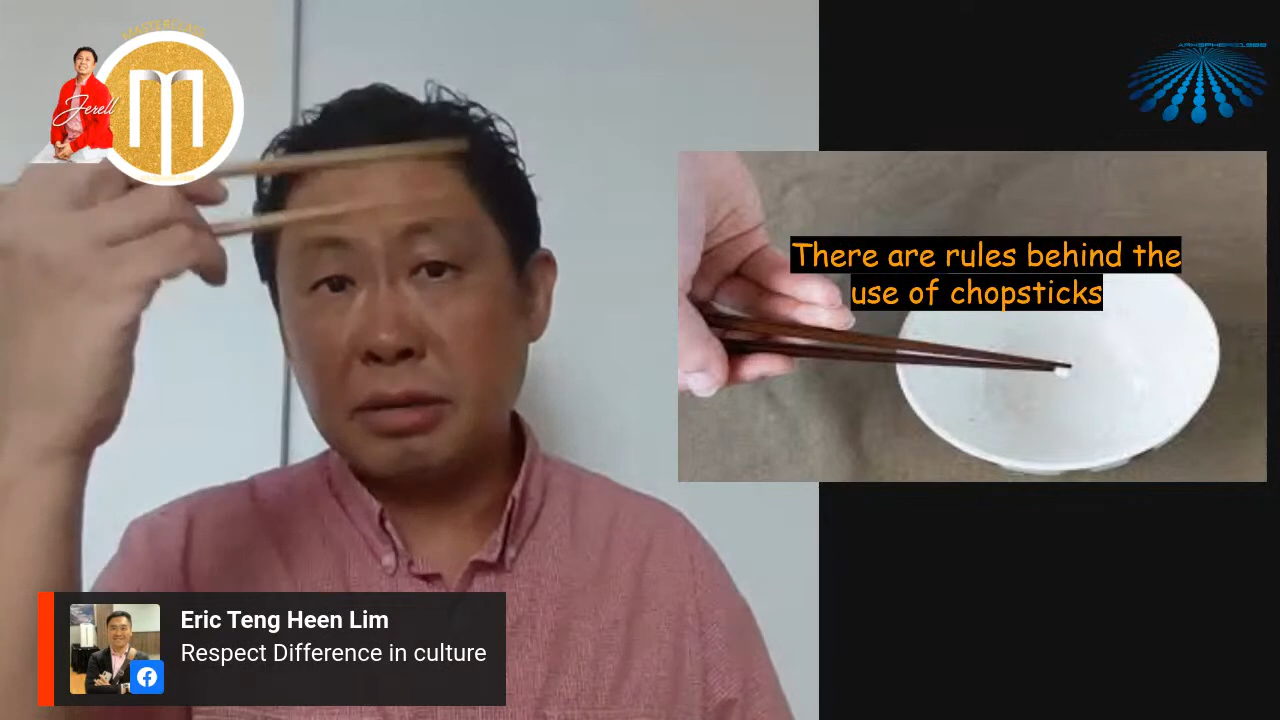 Jerell
There are rules behind the
use of chopsticks
Eric Teng Heen Lim
Respect Difference in culture